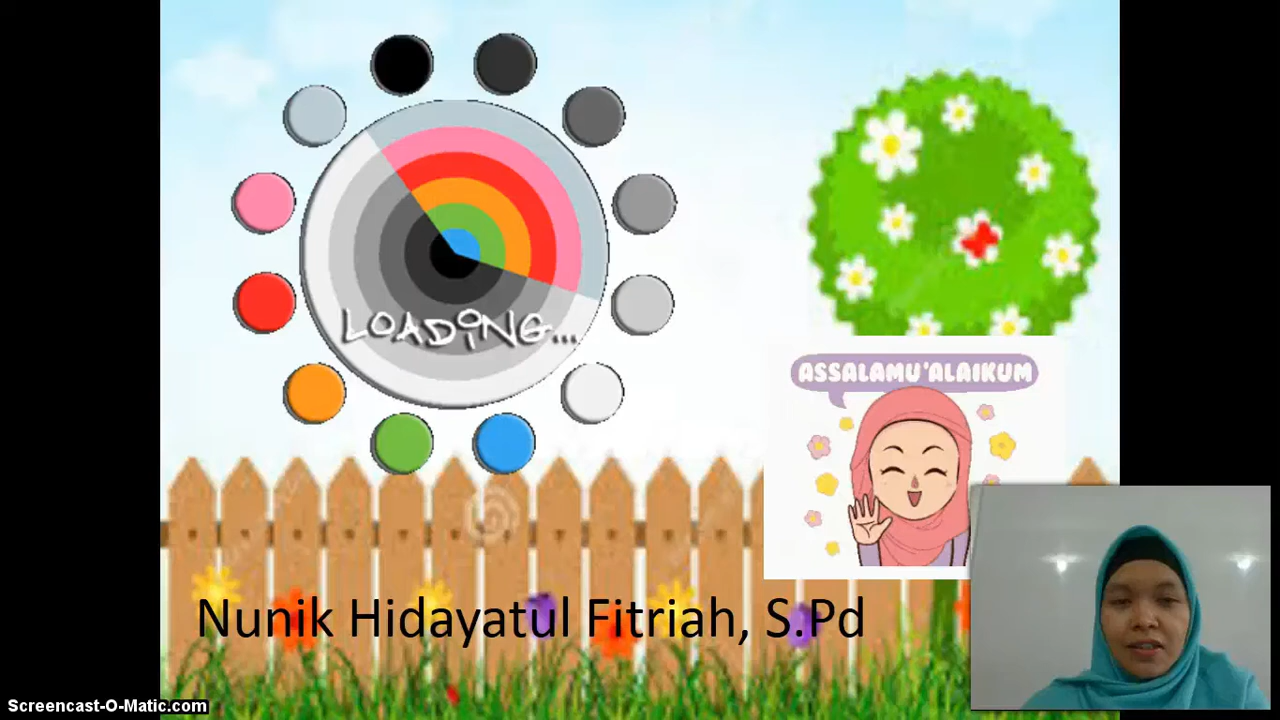 LOADING...
ASSALAMU'ALAIKUM
Nunik Hidayatul Fitriah, S.Pd
Screencast-O-Matic.com